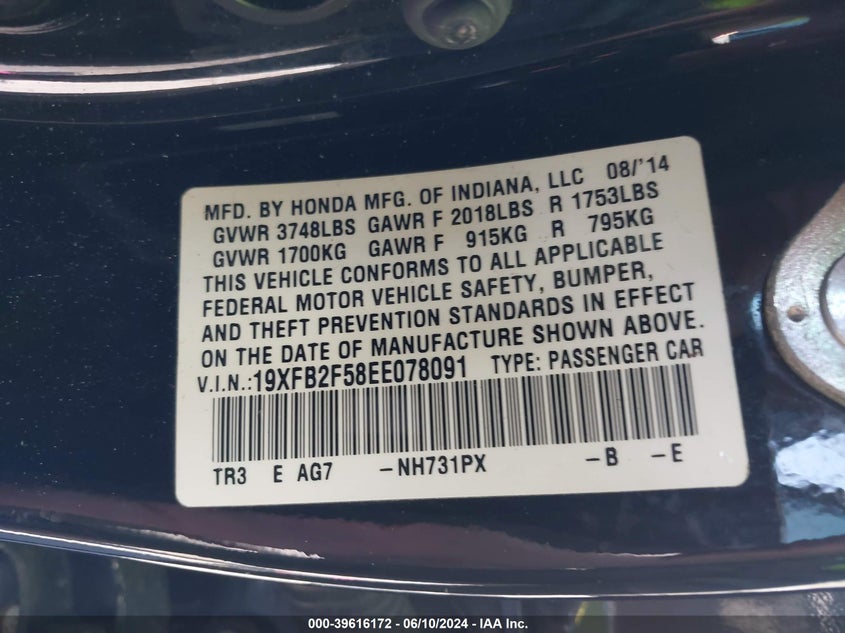 MFD. BY HONDA MFG. OF INDIANA, LLC 08/'14
GVWR 3748LBS GAWR F 2018LBS R 1753LBS
GVWR 1700KG GAWR F 915KG R 795KG
THIS VEHICLE CONFORMS TO ALL APPLICABLE
FEDERAL MOTOR VEHICLE SAFETY, BUMPER,
AND THEFT PREVENTION STANDARDS IN EFFECT
ON THE DATE OF MANUFACTURE SHOWN ABOVE.
V.I.N.:19XFB2F58EE078091 TYPE: PASSENGER CAR
TR3 E AG7 -NH731PX -B -E
000-39616172 - 06/10/2024 - IAA Inc.